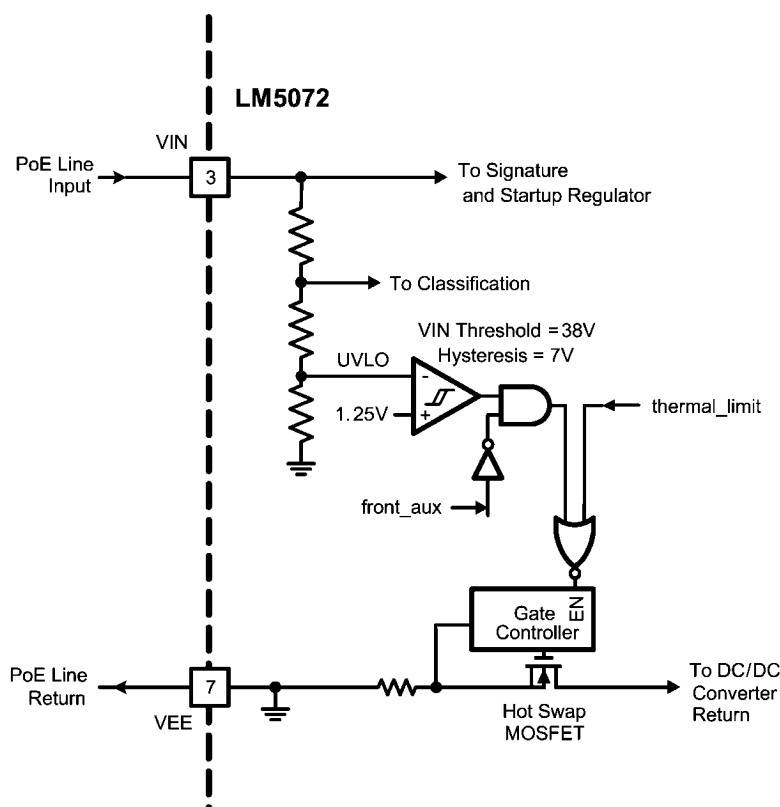 LM5072
VIN
PoE Line
Input
3
To Signature
and Startup Regulator
To Classification
VIN Threshold = 38V
Hysteresis = 7V
UVLO
-
1.25V
+
thermal_limit
front_aux
EN
Gate
Controller
PoE Line
Return
7
VEE
To DC/DC
Converter
Return
Hot Swap
MOSFET